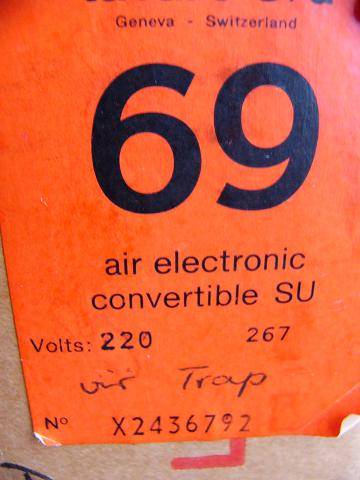 Geneva - Switzerland
69
air electronic
convertible SU
Volts: 220 267
Trap
Nº X2436792